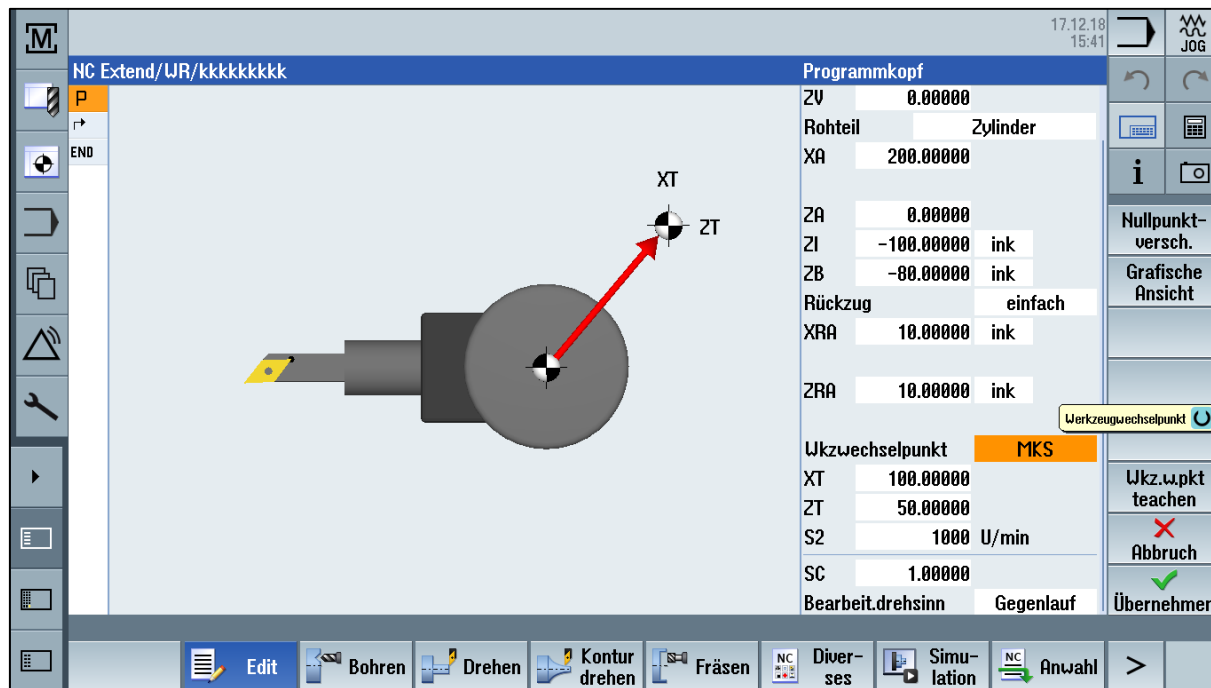 M
17.12.18
15:41
JOG
NC Extend/WR/kkkkkkkkk
Programmkopf
P
END
XT
ZT
ZV 0.00000
Rohteil Zylinder
XA 200.00000
ZA 0.00000
ZI -100.00000 ink
ZB -80.00000 ink
Rückzug einfach
XRA 10.00000 ink
ZRA 10.00000 ink
Werkzeugwechselpunkt
Wkzwechselpunkt MKS
XT 100.00000
ZT 50.00000
S2 1000 U/min
SC 1.00000
Bearbeit.drehsinn Gegenlauf
i
Nullpunkt-
versch.
Grafische
Ansicht
Wkz.w.pkt
teachen
Abbruch
Übernehmen
Edit
Bohren
Drehen
Kontur
drehen
Fräsen
NC
Diver-
ses
Simu-
lation
NC
Anwahl
>